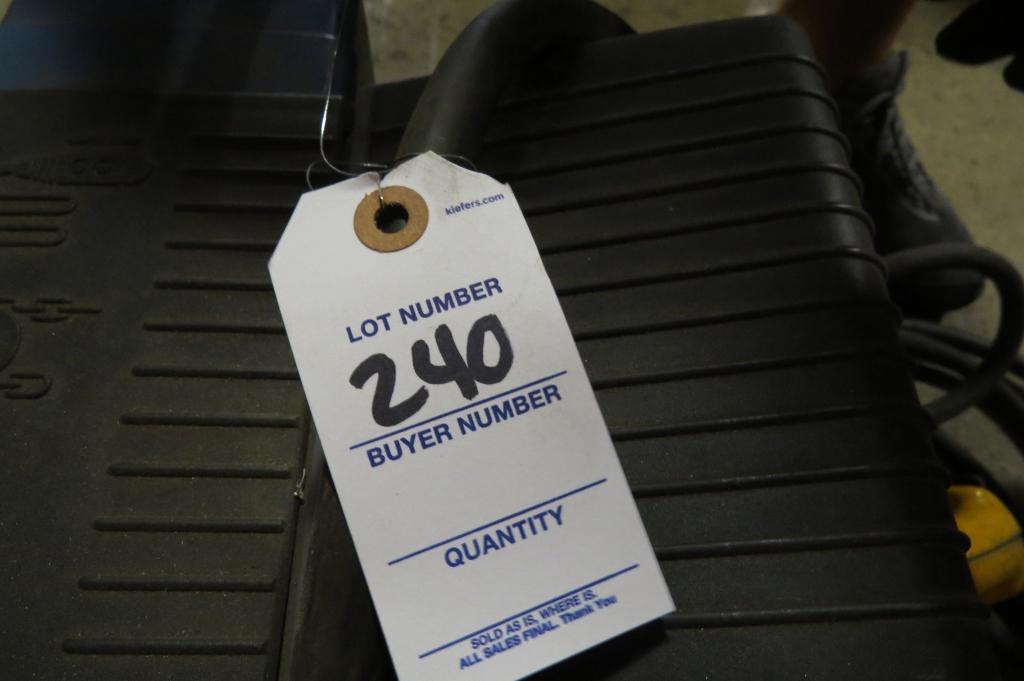 kiefers.com
LOT NUMBER
240
BUYER NUMBER
QUANTITY
SOLD AS IS, WHERE IS.
ALL SALES FINAL. Thank You